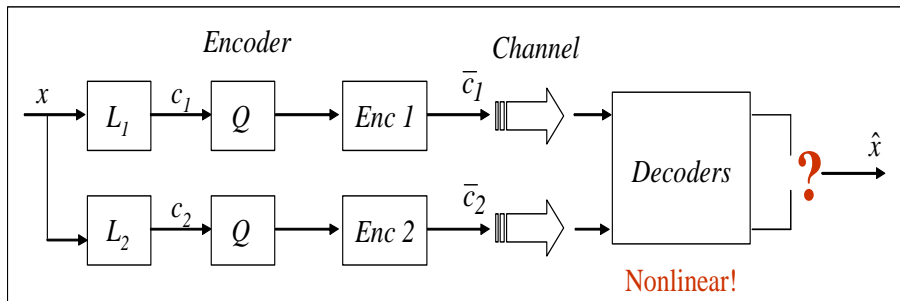 Encoder
Channel
x
L₁
c₁
Q
Enc 1
c̅₁
L₂
c₂
Q
Enc 2
c̅₂
Decoders
?
x̂
Nonlinear!